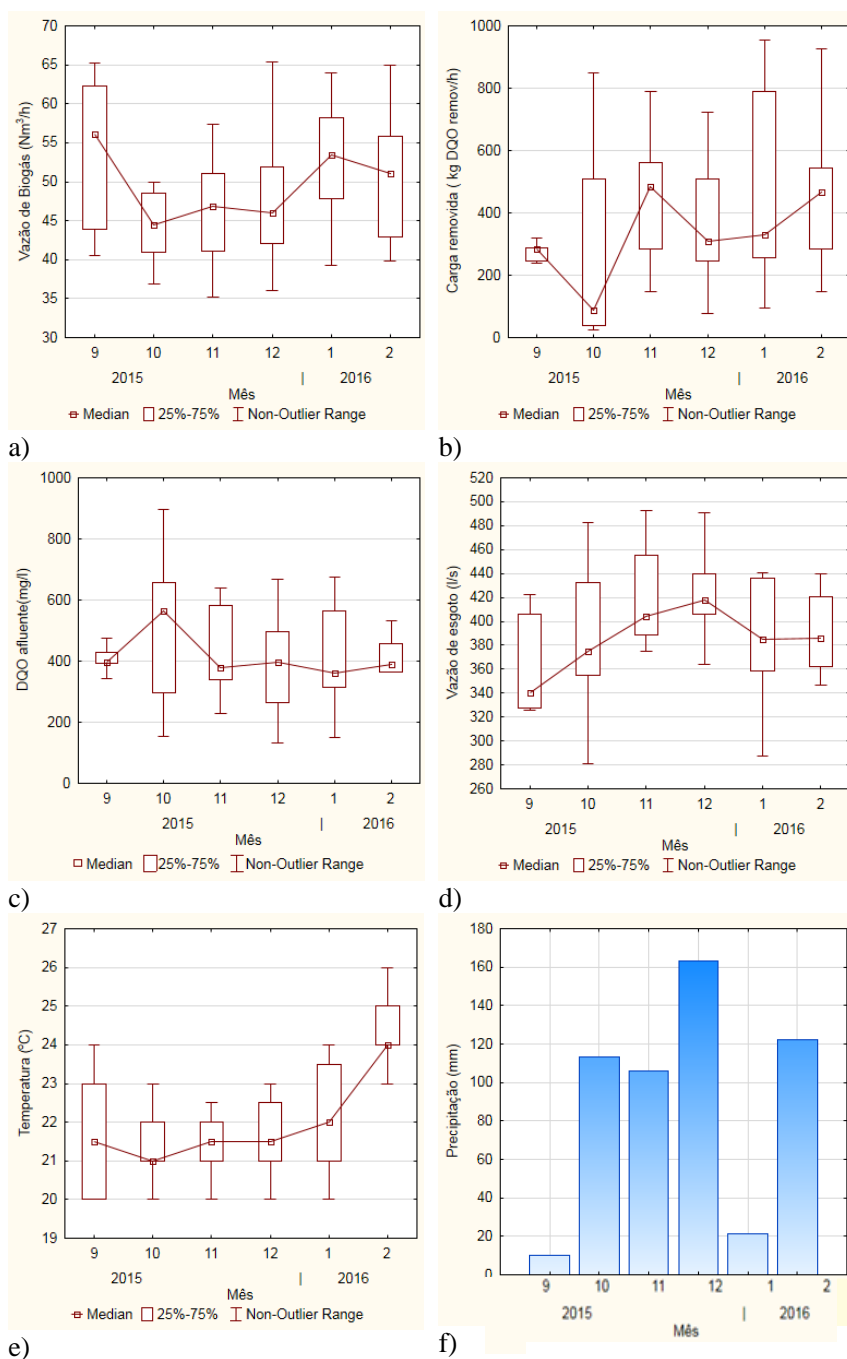 Vazão de Biogás (Nm³/h)
70
65
60
55
50
45
40
35
30
9 10 11 12 1 2
2015 | 2016
Mês
Median 25%-75% Non-Outlier Range
a)
Carga removida ( kg DQO remov/h)
1000
800
600
400
200
0
9 10 11 12 1 2
2015 | 2016
Mês
Median 25%-75% Non-Outlier Range
b)
DQO afluente(mg/l)
1000
800
600
400
200
0
9 10 11 12 1 2
2015 | 2016
Mês
Median 25%-75% Non-Outlier Range
c)
Vazão de esgoto (l/s)
520
500
480
460
440
420
400
380
360
340
320
300
280
260
9 10 11 12 1 2
2015 | 2016
Mês
Median 25%-75% Non-Outlier Range
d)
Temperatura (°C)
27
26
25
24
23
22
21
20
19
9 10 11 12 1 2
2015 | 2016
Mês
Median 25%-75% Non-Outlier Range
e)
Precipitação (mm)
180
160
140
120
100
80
60
40
20
0
9 10 11 12 1 2
2015 | 2016
Mês
f)